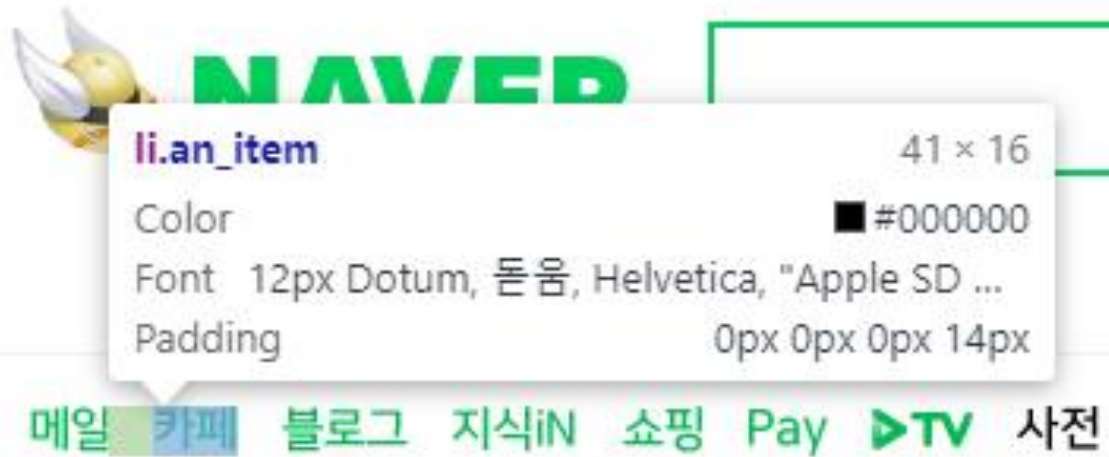 NAVER
li.an_item 41 × 16
Color #000000
Font 12px Dotum, 돋움, Helvetica, "Apple SD ...
Padding 0px 0px 0px 14px
메일 카페 블로그 지식iN 쇼핑 Pay TV 사전